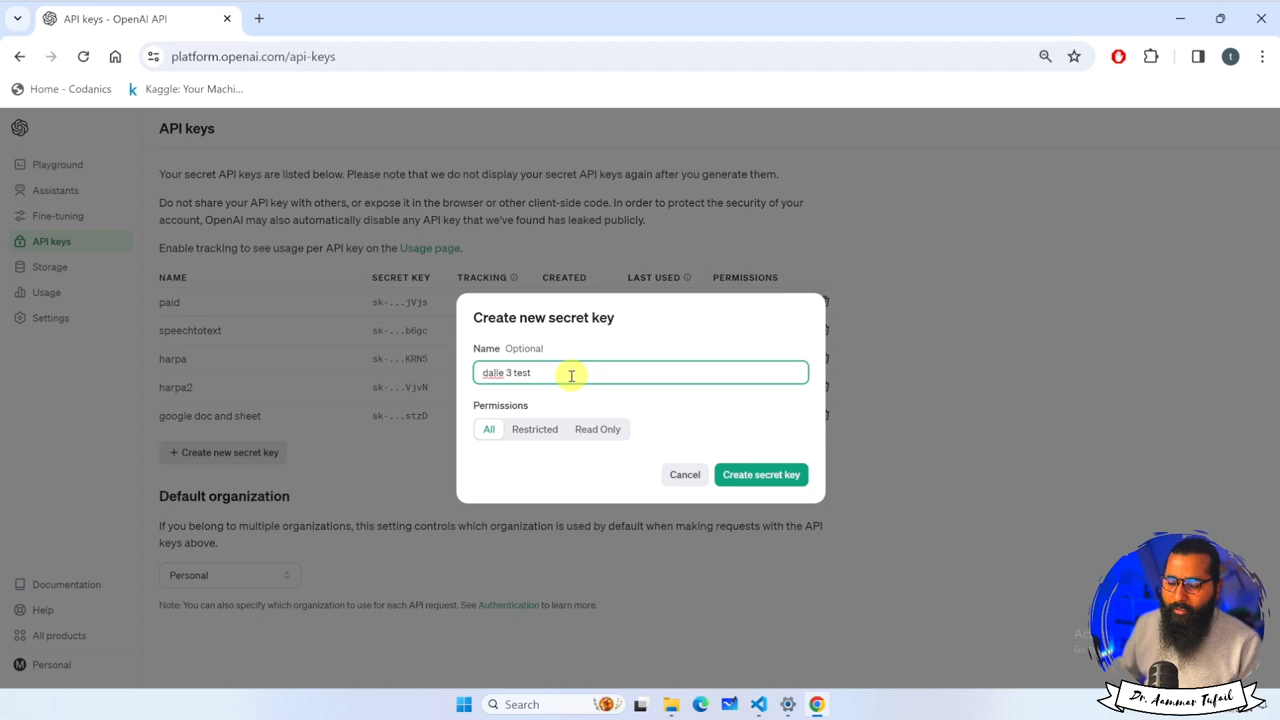 API keys - OpenAI API
platform.openai.com/api-keys
t
Home - Codanics
Kaggle: Your Machi...
API keys
Playground
Assistants
Fine-tuning
API keys
Storage
Usage
Settings
Your secret API keys are listed below. Please note that we do not display your secret API keys again after you generate them.
Do not share your API key with others, or expose it in the browser or other client-side code. In order to protect the security of your
account, OpenAI may also automatically disable any API key that we've found has leaked publicly.
Enable tracking to see usage per API key on the Usage page.
NAME SECRET KEY TRACKING CREATED LAST USED PERMISSIONS
paid sk-...jVjs
speechtotext sk-...b6gc
harpa sk-...KRN5
harpa2 sk-...VjvN
google doc and sheet sk-...stzD
+ Create new secret key
Create new secret key
Name Optional
dalle 3 test
Permissions
All Restricted Read Only
Cancel Create secret key
Default organization
If you belong to multiple organizations, this setting controls which organization is used by default when making requests with the API
keys above.
Personal
Note: You can also specify which organization to use for each API request. See Authentication to learn more.
Documentation
Help
All products
M Personal
Search
Dr. Aammar Tufail